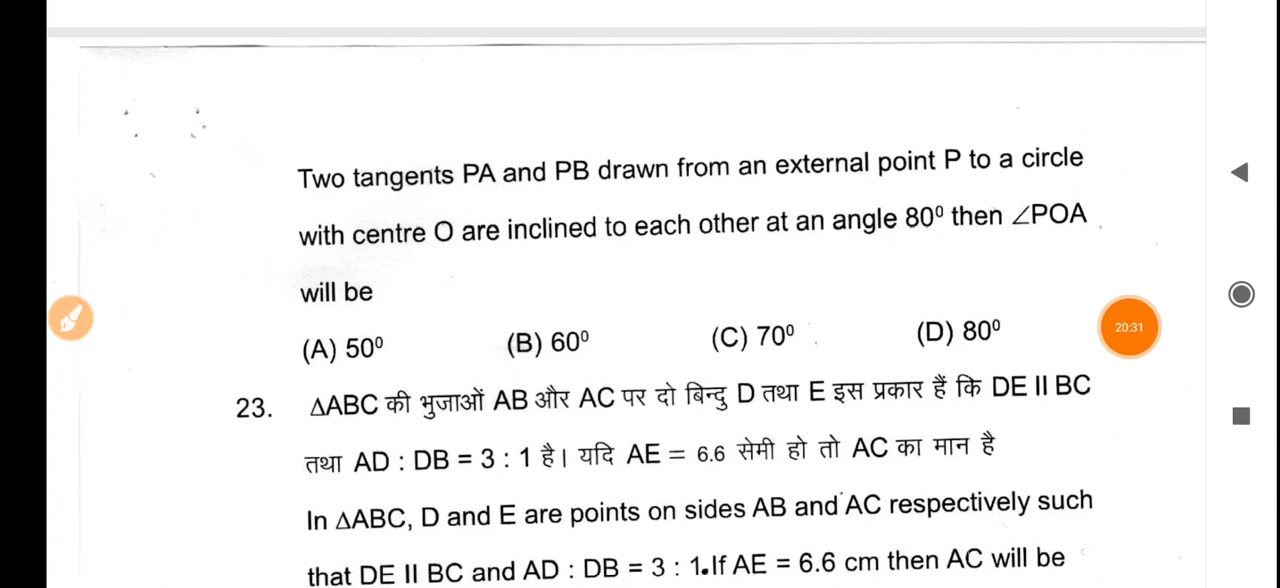 Two tangents PA and PB drawn from an external point P to a circle
with centre O are inclined to each other at an angle 80⁰ then ∠POA
will be
(A) 50⁰ (B) 60⁰ (C) 70⁰ (D) 80⁰
20:31
23. ΔABC की भुजाओं AB और AC पर दो बिन्दु D तथा E इस प्रकार हैं कि DE II BC
तथा AD : DB = 3 : 1 है। यदि AE = 6.6 सेमी हो तो AC का मान है
In ΔABC, D and E are points on sides AB and AC respectively such
that DE II BC and AD : DB = 3 : 1.If AE = 6.6 cm then AC will be